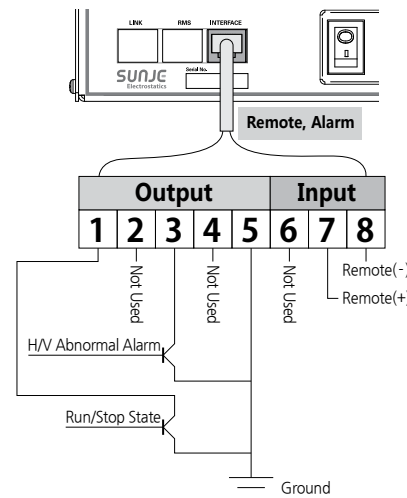 LINK RMS INTERFACE
SUNJE
Electrostatics
Serial No.
Remote, Alarm
Output Input
1 2 3 4 5 6 7 8
Not Used
Not Used
Not Used
Remote(-)
Remote(+)
H/V Abnormal Alarm
Run/Stop State
Ground